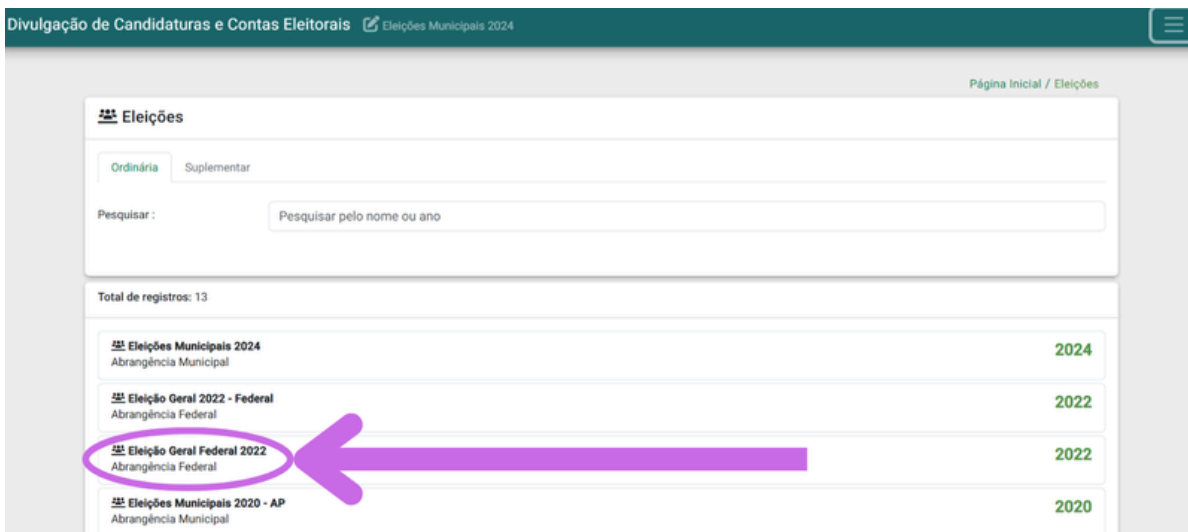 Divulgação de Candidaturas e Contas Eleitorais Eleições Municipais 2024
Página Inicial / Eleições
Eleições
Ordinária Suplementar
Pesquisar : Pesquisar pelo nome ou ano
Total de registros: 13
Eleições Municipais 2024 2024
Abrangência Municipal
Eleição Geral 2022 - Federal 2022
Abrangência Federal
Eleição Geral Federal 2022 2022
Abrangência Federal
Eleições Municipais 2020 - AP 2020
Abrangência Municipal